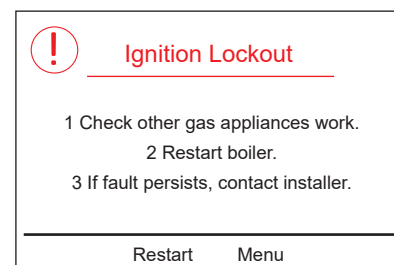 Ignition Lockout
1 Check other gas appliances work.
2 Restart boiler.
3 If fault persists, contact installer.
Restart Menu